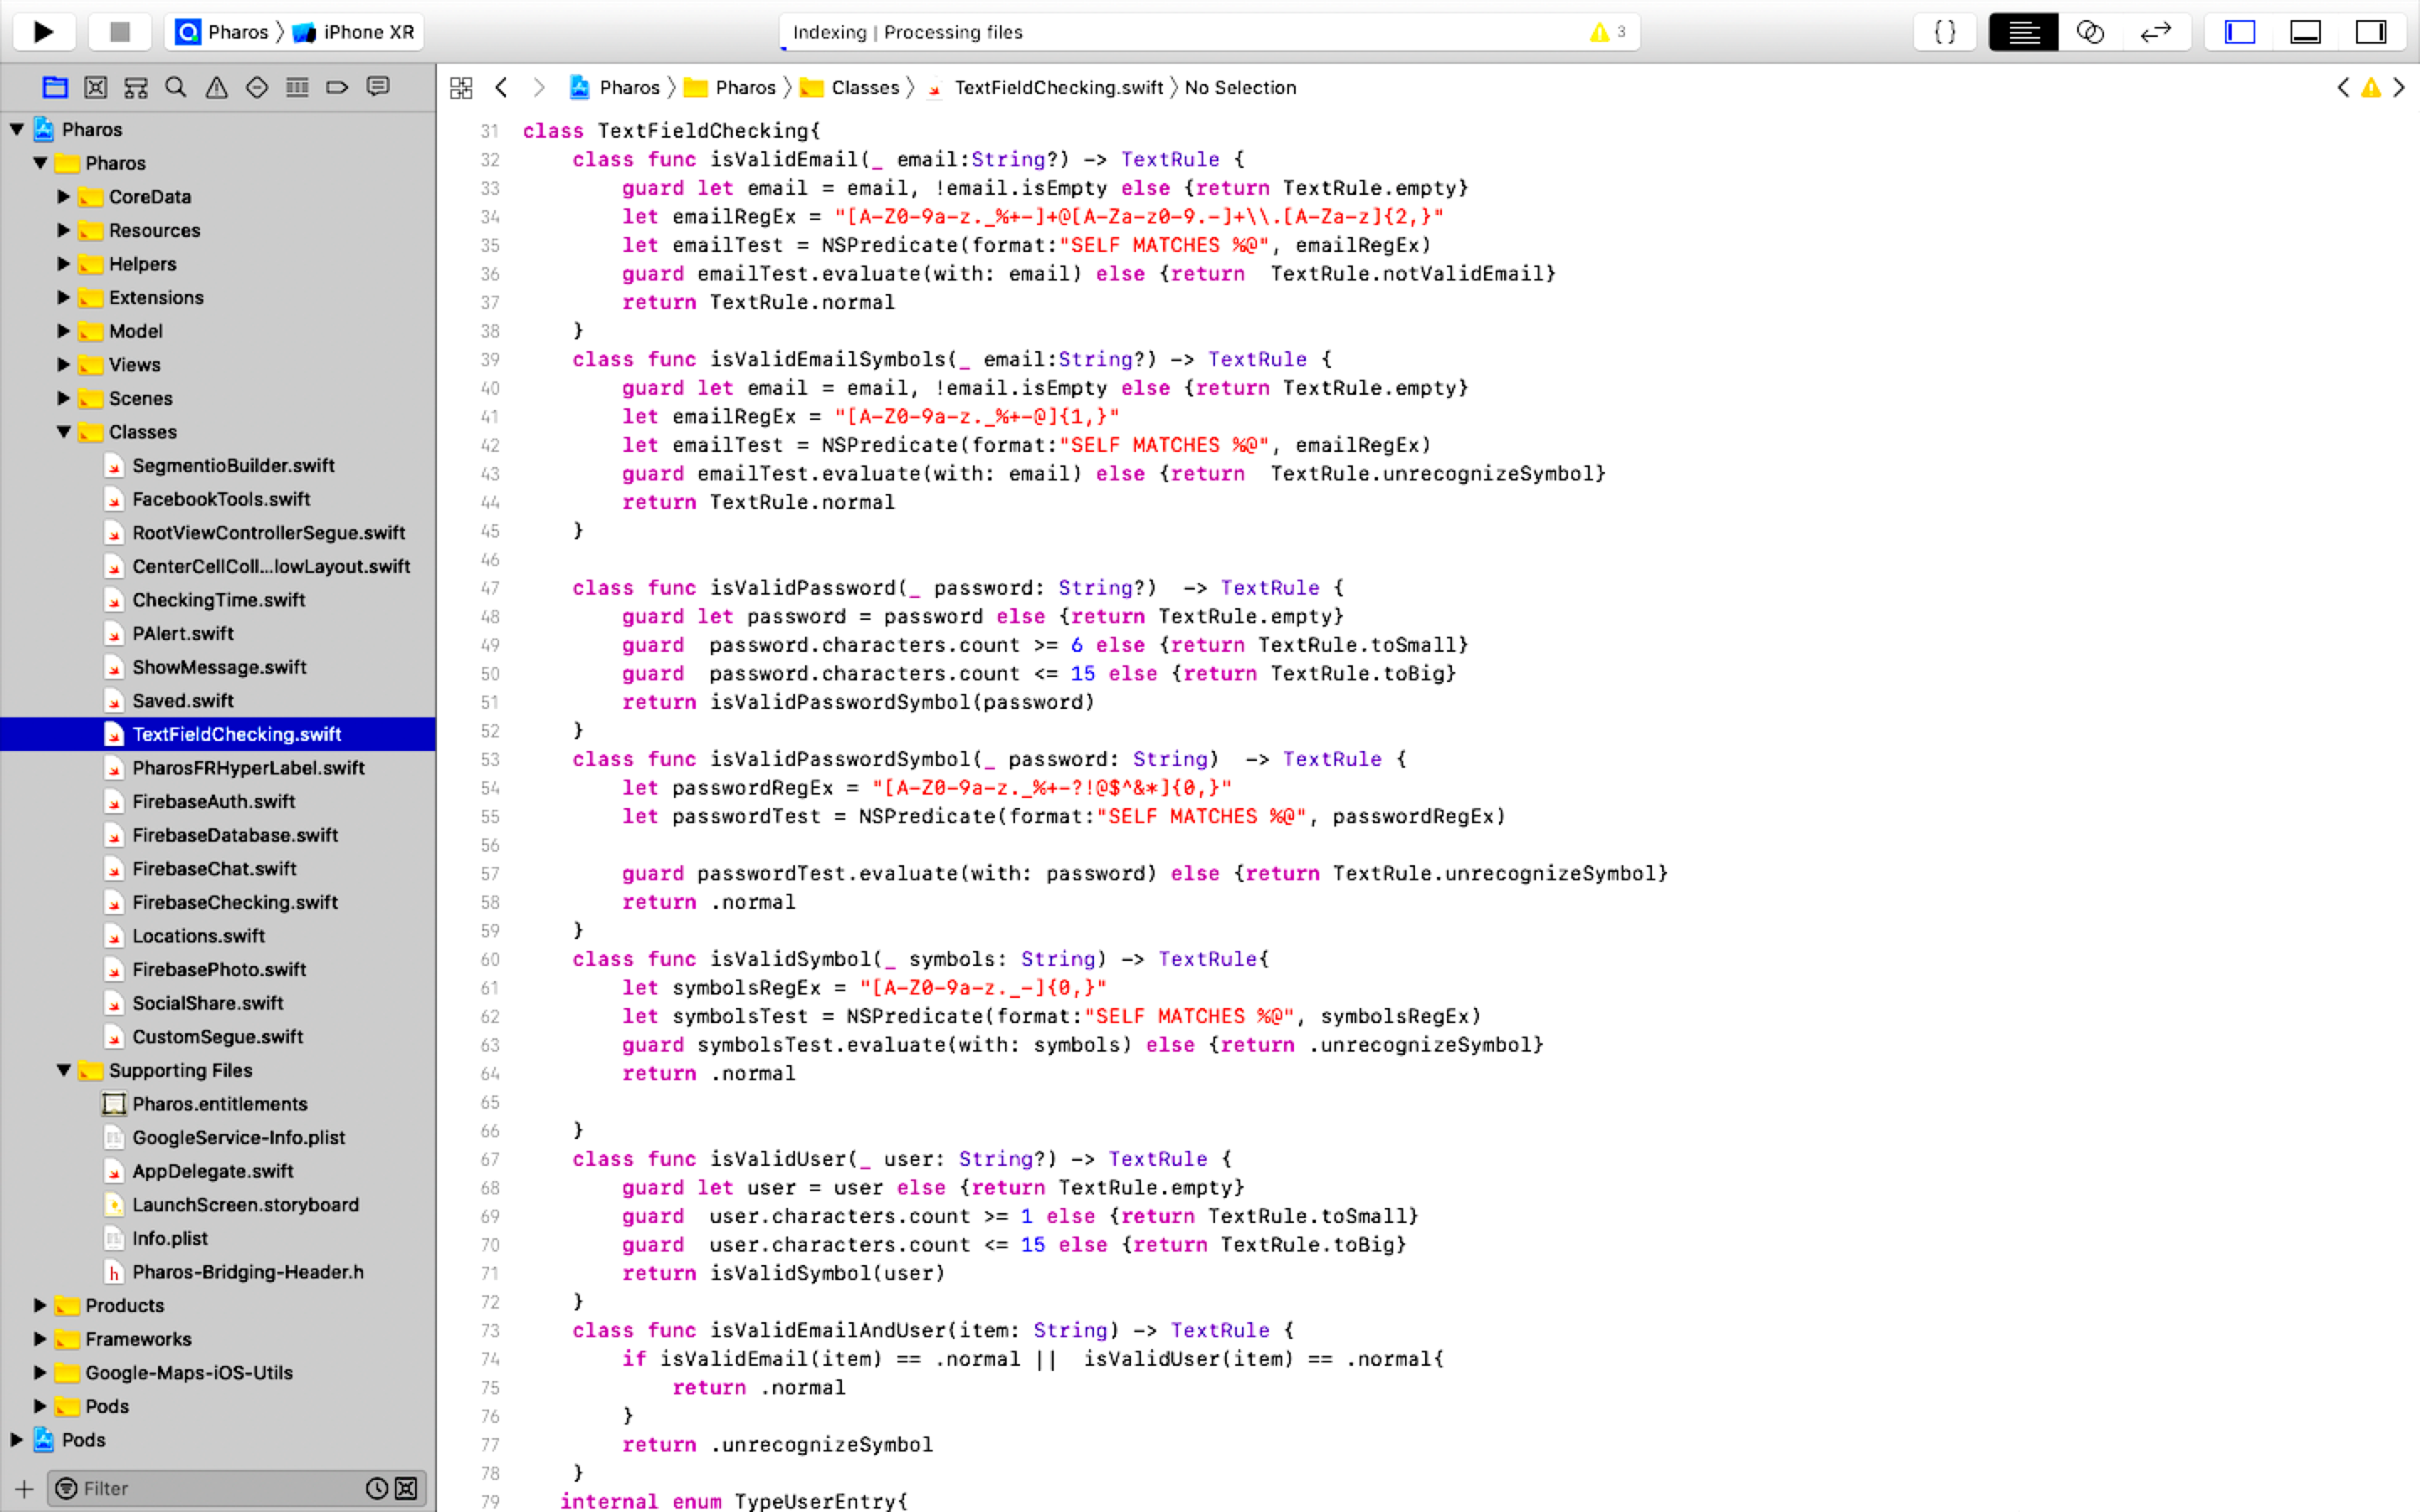 Pharos 〉 iPhone XR
Indexing | Processing files
3
{ }
Pharos 〉 Pharos 〉 Classes 〉 TextFieldChecking.swift 〉 No Selection
Pharos
Pharos
CoreData
Resources
Helpers
Extensions
Model
Views
Scenes
Classes
SegmentioBuilder.swift
FacebookTools.swift
RootViewControllerSegue.swift
CenterCellColl...lowLayout.swift
CheckingTime.swift
PAlert.swift
ShowMessage.swift
Saved.swift
TextFieldChecking.swift
PharosFRHyperLabel.swift
FirebaseAuth.swift
FirebaseDatabase.swift
FirebaseChat.swift
FirebaseChecking.swift
Locations.swift
FirebasePhoto.swift
SocialShare.swift
CustomSegue.swift
Supporting Files
Pharos.entitlements
GoogleService-Info.plist
AppDelegate.swift
LaunchScreen.storyboard
Info.plist
h Pharos-Bridging-Header.h
Products
Frameworks
Google-Maps-iOS-Utils
Pods
Pods
Filter
31 class TextFieldChecking{
32     class func isValidEmail(_ email:String?) -> TextRule {
33         guard let email = email, !email.isEmpty else {return TextRule.empty}
34         let emailRegEx = "[A-Z0-9a-z._%+-]+@[A-Za-z0-9.-]+\\.[A-Za-z]{2,}"
35         let emailTest = NSPredicate(format:"SELF MATCHES %@", emailRegEx)
36         guard emailTest.evaluate(with: email) else {return  TextRule.notValidEmail}
37         return TextRule.normal
38     }
39     class func isValidEmailSymbols(_ email:String?) -> TextRule {
40         guard let email = email, !email.isEmpty else {return TextRule.empty}
41         let emailRegEx = "[A-Z0-9a-z._%+-@]{1,}"
42         let emailTest = NSPredicate(format:"SELF MATCHES %@", emailRegEx)
43         guard emailTest.evaluate(with: email) else {return  TextRule.unrecognizeSymbol}
44         return TextRule.normal
45     }
46
47     class func isValidPassword(_ password: String?)  -> TextRule {
48         guard let password = password else {return TextRule.empty}
49         guard  password.characters.count >= 6 else {return TextRule.toSmall}
50         guard  password.characters.count <= 15 else {return TextRule.toBig}
51         return isValidPasswordSymbol(password)
52     }
53     class func isValidPasswordSymbol(_ password: String)  -> TextRule {
54         let passwordRegEx = "[A-Z0-9a-z._%+-?!@$^&*]{0,}"
55         let passwordTest = NSPredicate(format:"SELF MATCHES %@", passwordRegEx)
56
57         guard passwordTest.evaluate(with: password) else {return TextRule.unrecognizeSymbol}
58         return .normal
59     }
60     class func isValidSymbol(_ symbols: String) -> TextRule{
61         let symbolsRegEx = "[A-Z0-9a-z._-]{0,}"
62         let symbolsTest = NSPredicate(format:"SELF MATCHES %@", symbolsRegEx)
63         guard symbolsTest.evaluate(with: symbols) else {return .unrecognizeSymbol}
64         return .normal
65
66     }
67     class func isValidUser(_ user: String?) -> TextRule {
68         guard let user = user else {return TextRule.empty}
69         guard  user.characters.count >= 1 else {return TextRule.toSmall}
70         guard  user.characters.count <= 15 else {return TextRule.toBig}
71         return isValidSymbol(user)
72     }
73     class func isValidEmailAndUser(item: String) -> TextRule {
74         if isValidEmail(item) == .normal ||  isValidUser(item) == .normal{
75             return .normal
76         }
77         return .unrecognizeSymbol
78     }
79    internal enum TypeUserEntry{